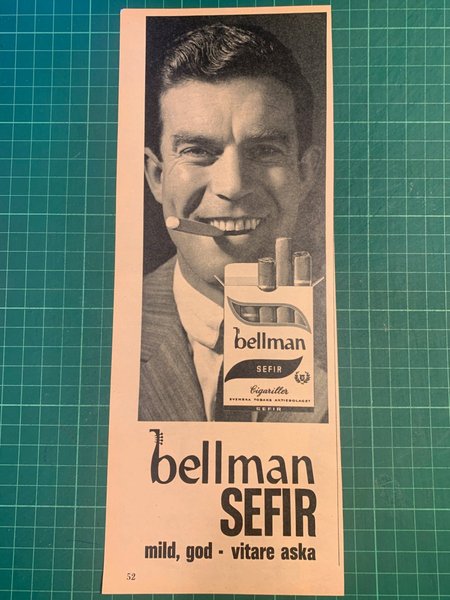 bellman
SEFIR
Cigariller
SVENSKA TOBAKS AKTIEBOLAGET
SEFIR
bellman
SEFIR
mild, god - vitare aska
52